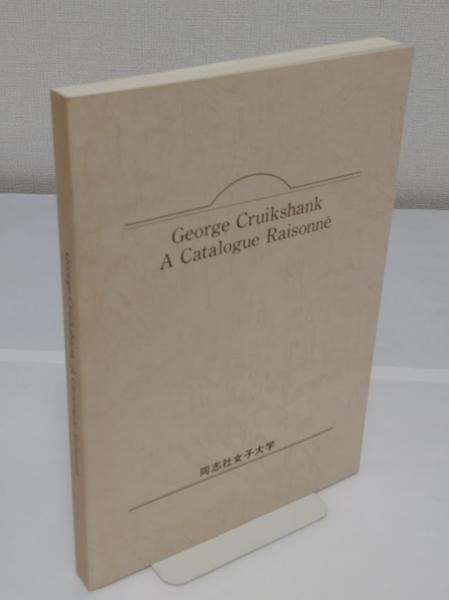 George Cruikshank
A Catalogue Raisonné
同志社女子大学
George Cruikshank A Catalogue Raisonné